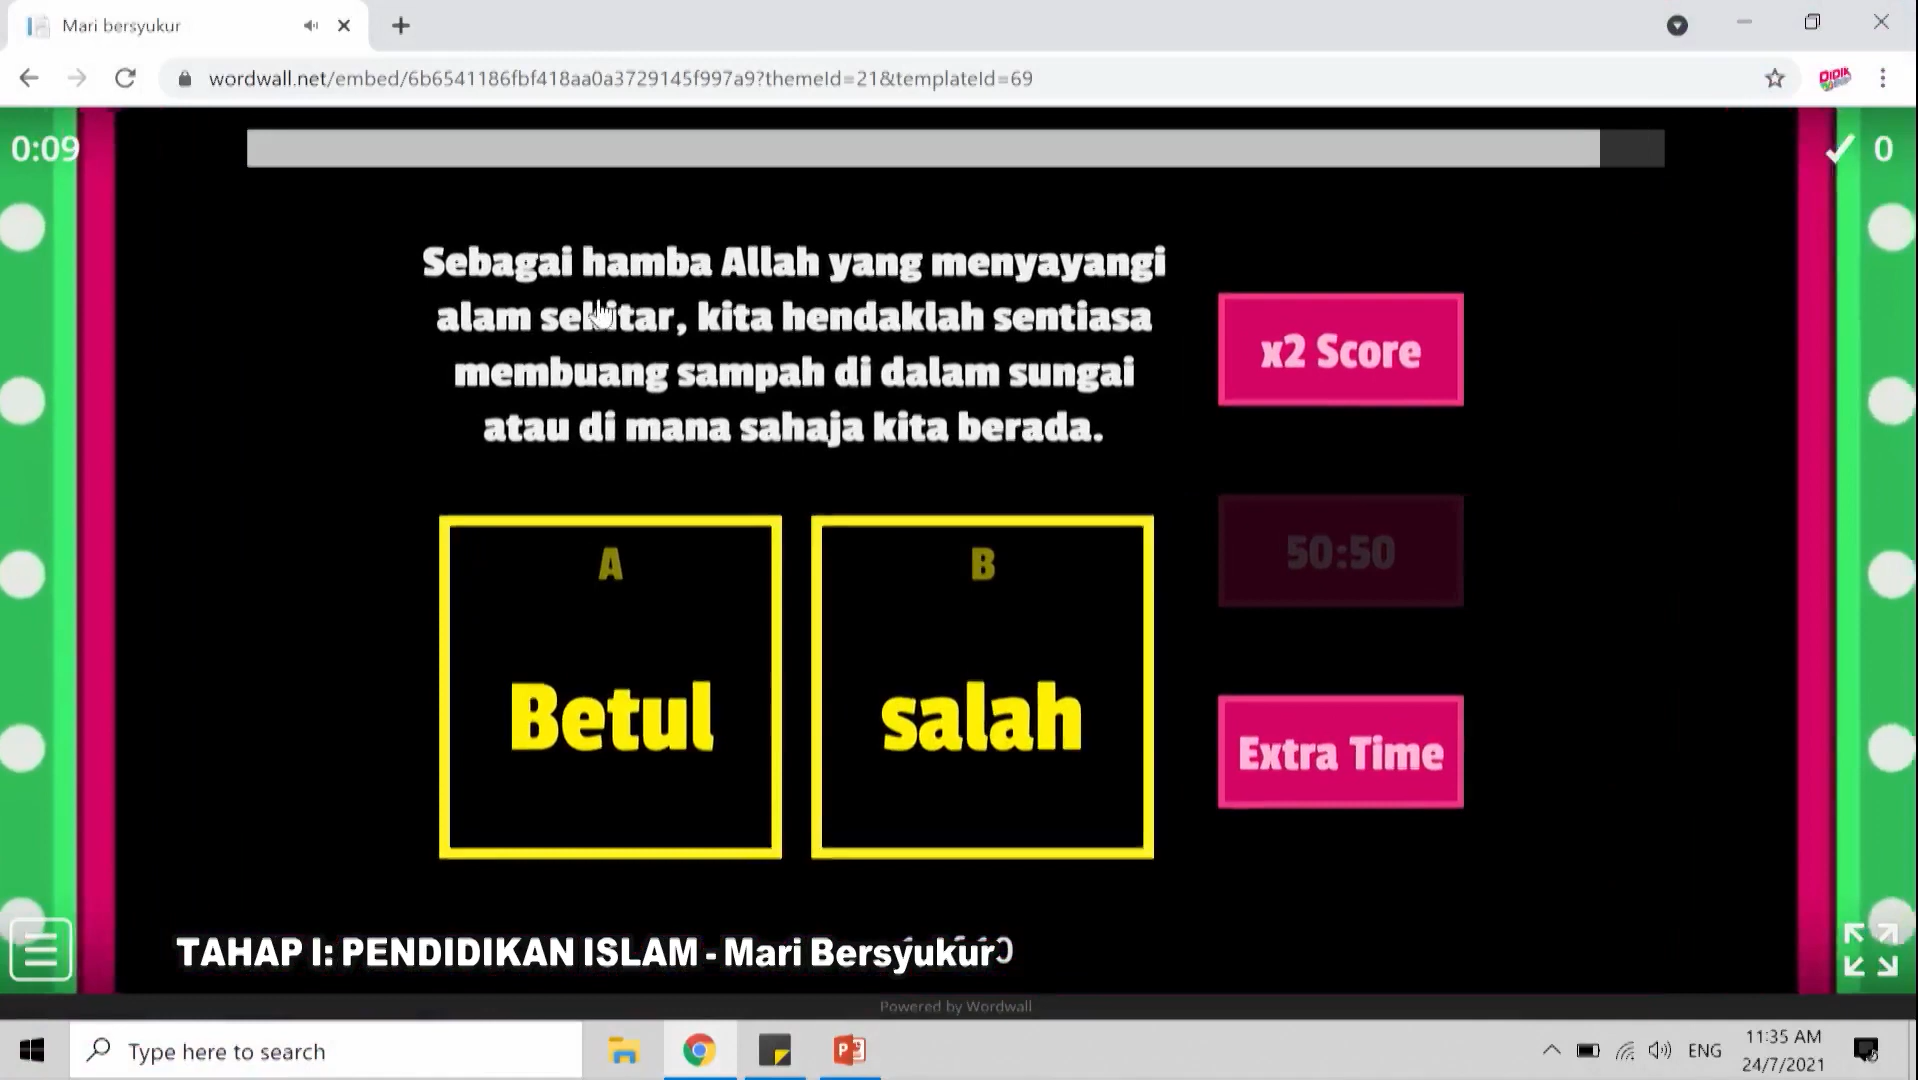 Mari bersyukur
wordwall.net/embed/6b6541186fbf418aa0a3729145f997a9?themeId=21&templateId=69
DIDIK
0:09
0
Sebagai hamba Allah yang menyayangi
alam sekitar, kita hendaklah sentiasa
membuang sampah di dalam sungai
atau di mana sahaja kita berada.
x2 Score
50:50
Extra Time
A
B
Betul
salah
TAHAP I: PENDIDIKAN ISLAM - Mari Bersyukur
Powered by Wordwall
Type here to search
ENG
11:35 AM
24/7/2021